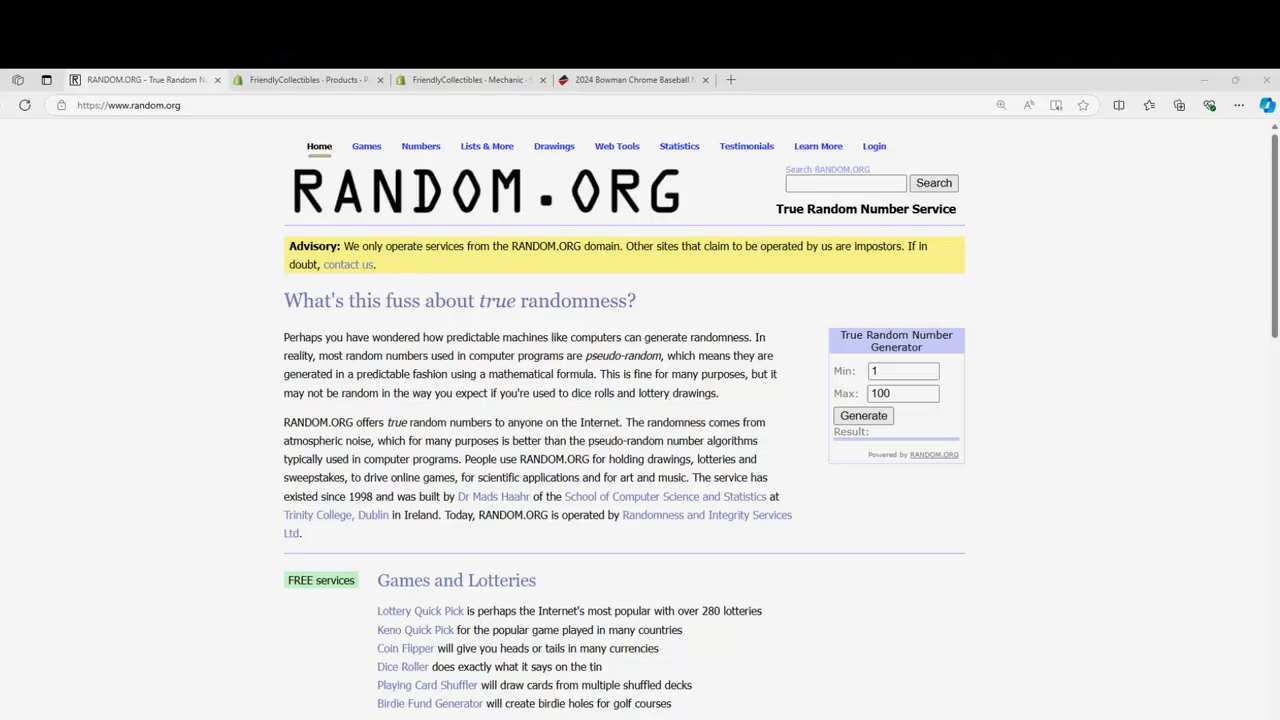 RANDOM.ORG - True Random N
FriendlyCollectibles · Products · P
FriendlyCollectibles · Mechanic · S
2024 Bowman Chrome Baseball M
https://www.random.org
Home Games Numbers Lists & More Drawings Web Tools Statistics Testimonials Learn More Login
Search RANDOM.ORG
RANDOM.ORG
Search
True Random Number Service
Advisory: We only operate services from the RANDOM.ORG domain. Other sites that claim to be operated by us are impostors. If in
doubt, contact us.
What's this fuss about true randomness?
Perhaps you have wondered how predictable machines like computers can generate randomness. In
reality, most random numbers used in computer programs are pseudo-random, which means they are
generated in a predictable fashion using a mathematical formula. This is fine for many purposes, but it
may not be random in the way you expect if you're used to dice rolls and lottery drawings.
RANDOM.ORG offers true random numbers to anyone on the Internet. The randomness comes from
atmospheric noise, which for many purposes is better than the pseudo-random number algorithms
typically used in computer programs. People use RANDOM.ORG for holding drawings, lotteries and
sweepstakes, to drive online games, for scientific applications and for art and music. The service has
existed since 1998 and was built by Dr Mads Haahr of the School of Computer Science and Statistics at
Trinity College, Dublin in Ireland. Today, RANDOM.ORG is operated by Randomness and Integrity Services
Ltd.
True Random Number
Generator
Min: 1
Max: 100
Generate
Result:
Powered by RANDOM.ORG
FREE services
Games and Lotteries
Lottery Quick Pick is perhaps the Internet's most popular with over 280 lotteries
Keno Quick Pick for the popular game played in many countries
Coin Flipper will give you heads or tails in many currencies
Dice Roller does exactly what it says on the tin
Playing Card Shuffler will draw cards from multiple shuffled decks
Birdie Fund Generator will create birdie holes for golf courses